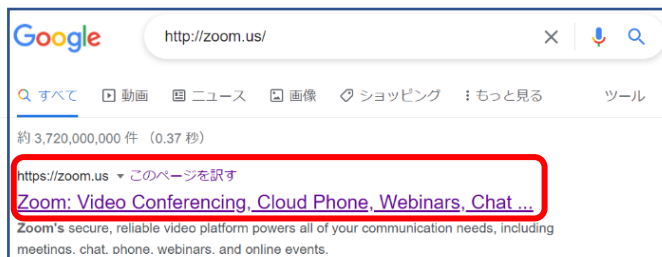 Google
http://zoom.us/
すべて 動画 ニュース 画像 ショッピング もっと見る ツール
約 3,720,000,000 件 （0.37 秒）
https://zoom.us ▼ このページを訳す
Zoom: Video Conferencing, Cloud Phone, Webinars, Chat ...
Zoom's secure, reliable video platform powers all of your communication needs, including
meetings, chat, phone, webinars, and online events.